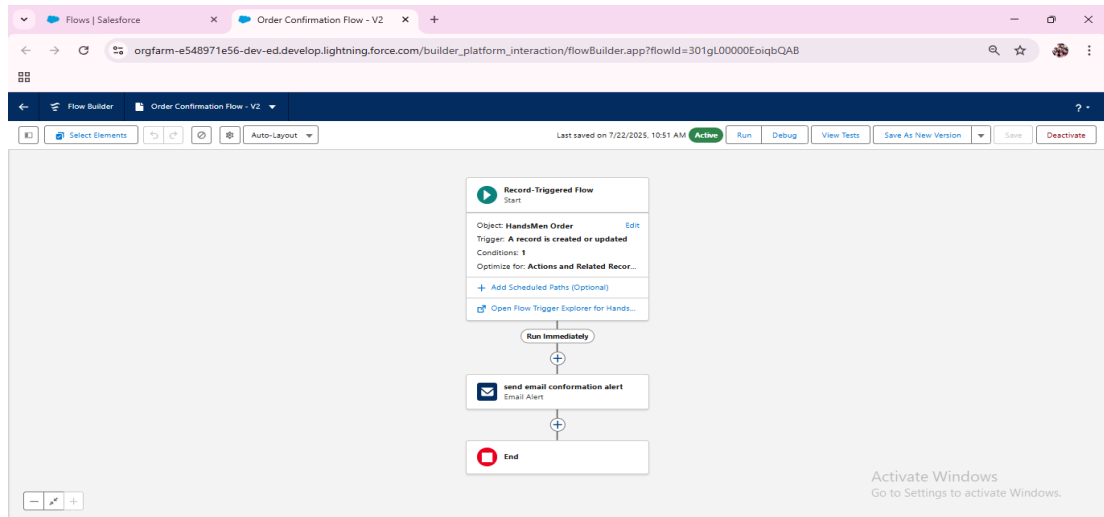 Flows | Salesforce
Order Confirmation Flow - V2
orgfarm-e548971e56-dev-ed.develop.lightning.force.com/builder_platform_interaction/flowBuilder.app?flowId=301gL00000EoiqbQAB
Flow Builder
Order Confirmation Flow - V2
?
Select Elements
Auto-Layout
Last saved on 7/22/2025, 10:51 AM
Active
Run
Debug
View Tests
Save As New Version
Save
Deactivate
Record-Triggered Flow
Start
Object: HandsMen Order Edit
Trigger: A record is created or updated
Conditions: 1
Optimize for: Actions and Related Recor...
+ Add Scheduled Paths (Optional)
Open Flow Trigger Explorer for Hands...
Run Immediately
send email conformation alert
Email Alert
End
Activate Windows
Go to Settings to activate Windows.